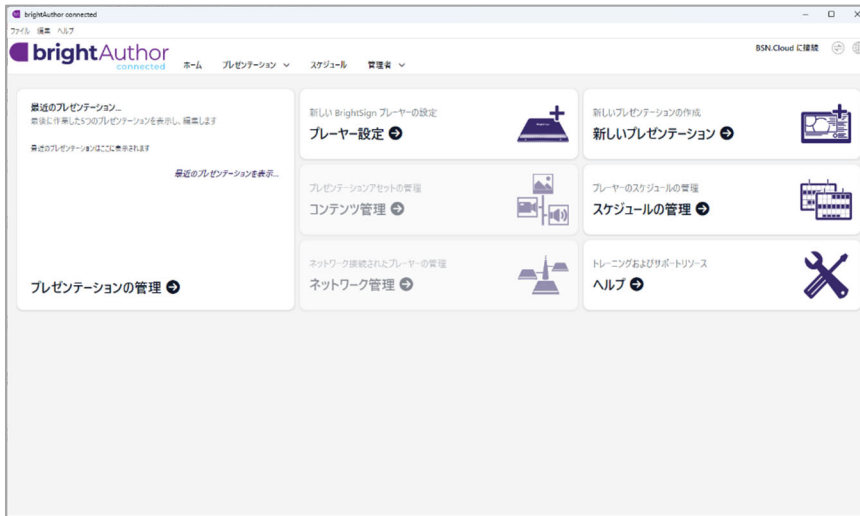 brightAuthor connected
ファイル 編集 ヘルプ
brightAuthor
connected
ホーム プレゼンテーション スケジュール 管理者
BSN.Cloud に接続
最近のプレゼンテーション...
最後に作業した5つのプレゼンテーションを表示し、編集します
最近のプレゼンテーションはここに表示されます
最近のプレゼンテーションを表示...
プレゼンテーションの管理
新しい BrightSign プレーヤーの設定
プレーヤー設定
新しいプレゼンテーションの作成
新しいプレゼンテーション
プレゼンテーションアセットの管理
コンテンツ管理
プレーヤーのスケジュールの管理
スケジュールの管理
ネットワーク接続されたプレーヤーの管理
ネットワーク管理
トレーニングおよびサポートリソース
ヘルプ